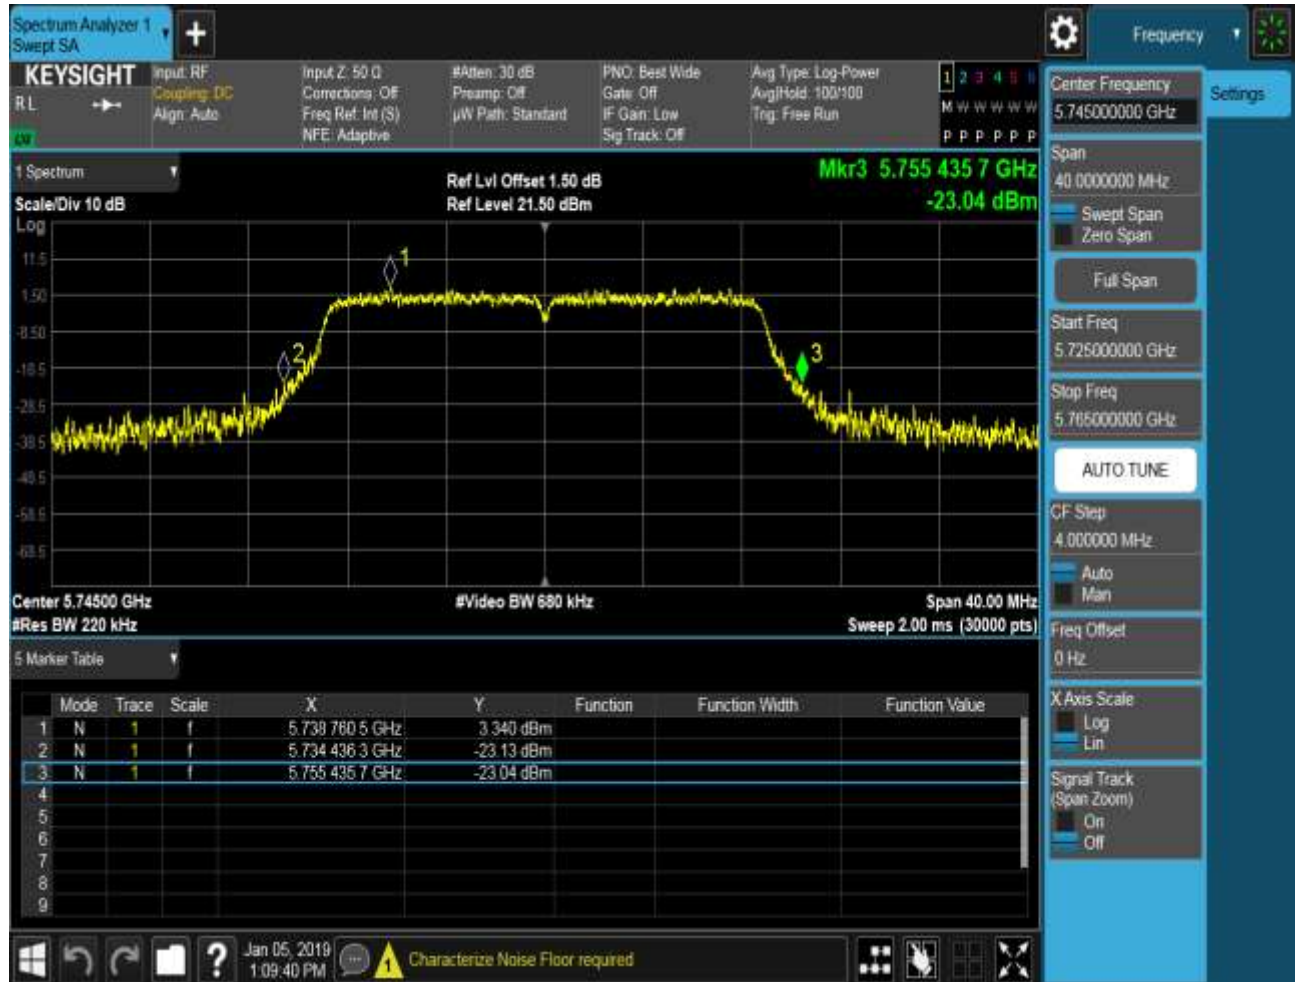 Spectrum Analyzer 1
Swept SA
Frequency
KEYSIGHT
RL
Input: RF
Coupling: DC
Align: Auto
Input Z: 50 Ω
Corrections: Off
Freq Ref: Int (S)
NFE: Adaptive
#Atten: 30 dB
Preamp: Off
µW Path: Standard
PNO: Best Wide
Gate: Off
IF Gain: Low
Sig Track: Off
Avg Type: Log-Power
Avg|Hold: 100/100
Trig: Free Run
1 2 3 4 5 6
M W W W W W
P P P P P P
1 Spectrum
Scale/Div 10 dB
Ref Lvl Offset 1.50 dB
Ref Level 21.50 dBm
Mkr3 5.755 435 7 GHz
-23.04 dBm
Log
11.5
1.50
-8.50
-18.5
-28.5
-38.5
-48.5
-58.5
-68.5
1
2
3
Center 5.74500 GHz
#Video BW 680 kHz
Span 40.00 MHz
#Res BW 220 kHz
Sweep 2.00 ms (30000 pts)
5 Marker Table
Mode Trace Scale X Y Function Function Width Function Value
1 N 1 f 5.738 760 5 GHz 3.340 dBm
2 N 1 f 5.734 436 3 GHz -23.13 dBm
3 N 1 f 5.755 435 7 GHz -23.04 dBm
4
5
6
7
8
9
Jan 05, 2019
1:09:40 PM
Characterize Noise Floor required
Center Frequency
5.745000000 GHz
Settings
Span
40.0000000 MHz
Swept Span
Zero Span
Full Span
Start Freq
5.725000000 GHz
Stop Freq
5.765000000 GHz
AUTO TUNE
CF Step
4.000000 MHz
Auto
Man
Freq Offset
0 Hz
X Axis Scale
Log
Lin
Signal Track
(Span Zoom)
On
Off